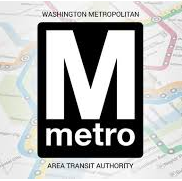 WASHINGTON METROPOLITAN
M
metro
AREA TRANSIT AUTHORITY